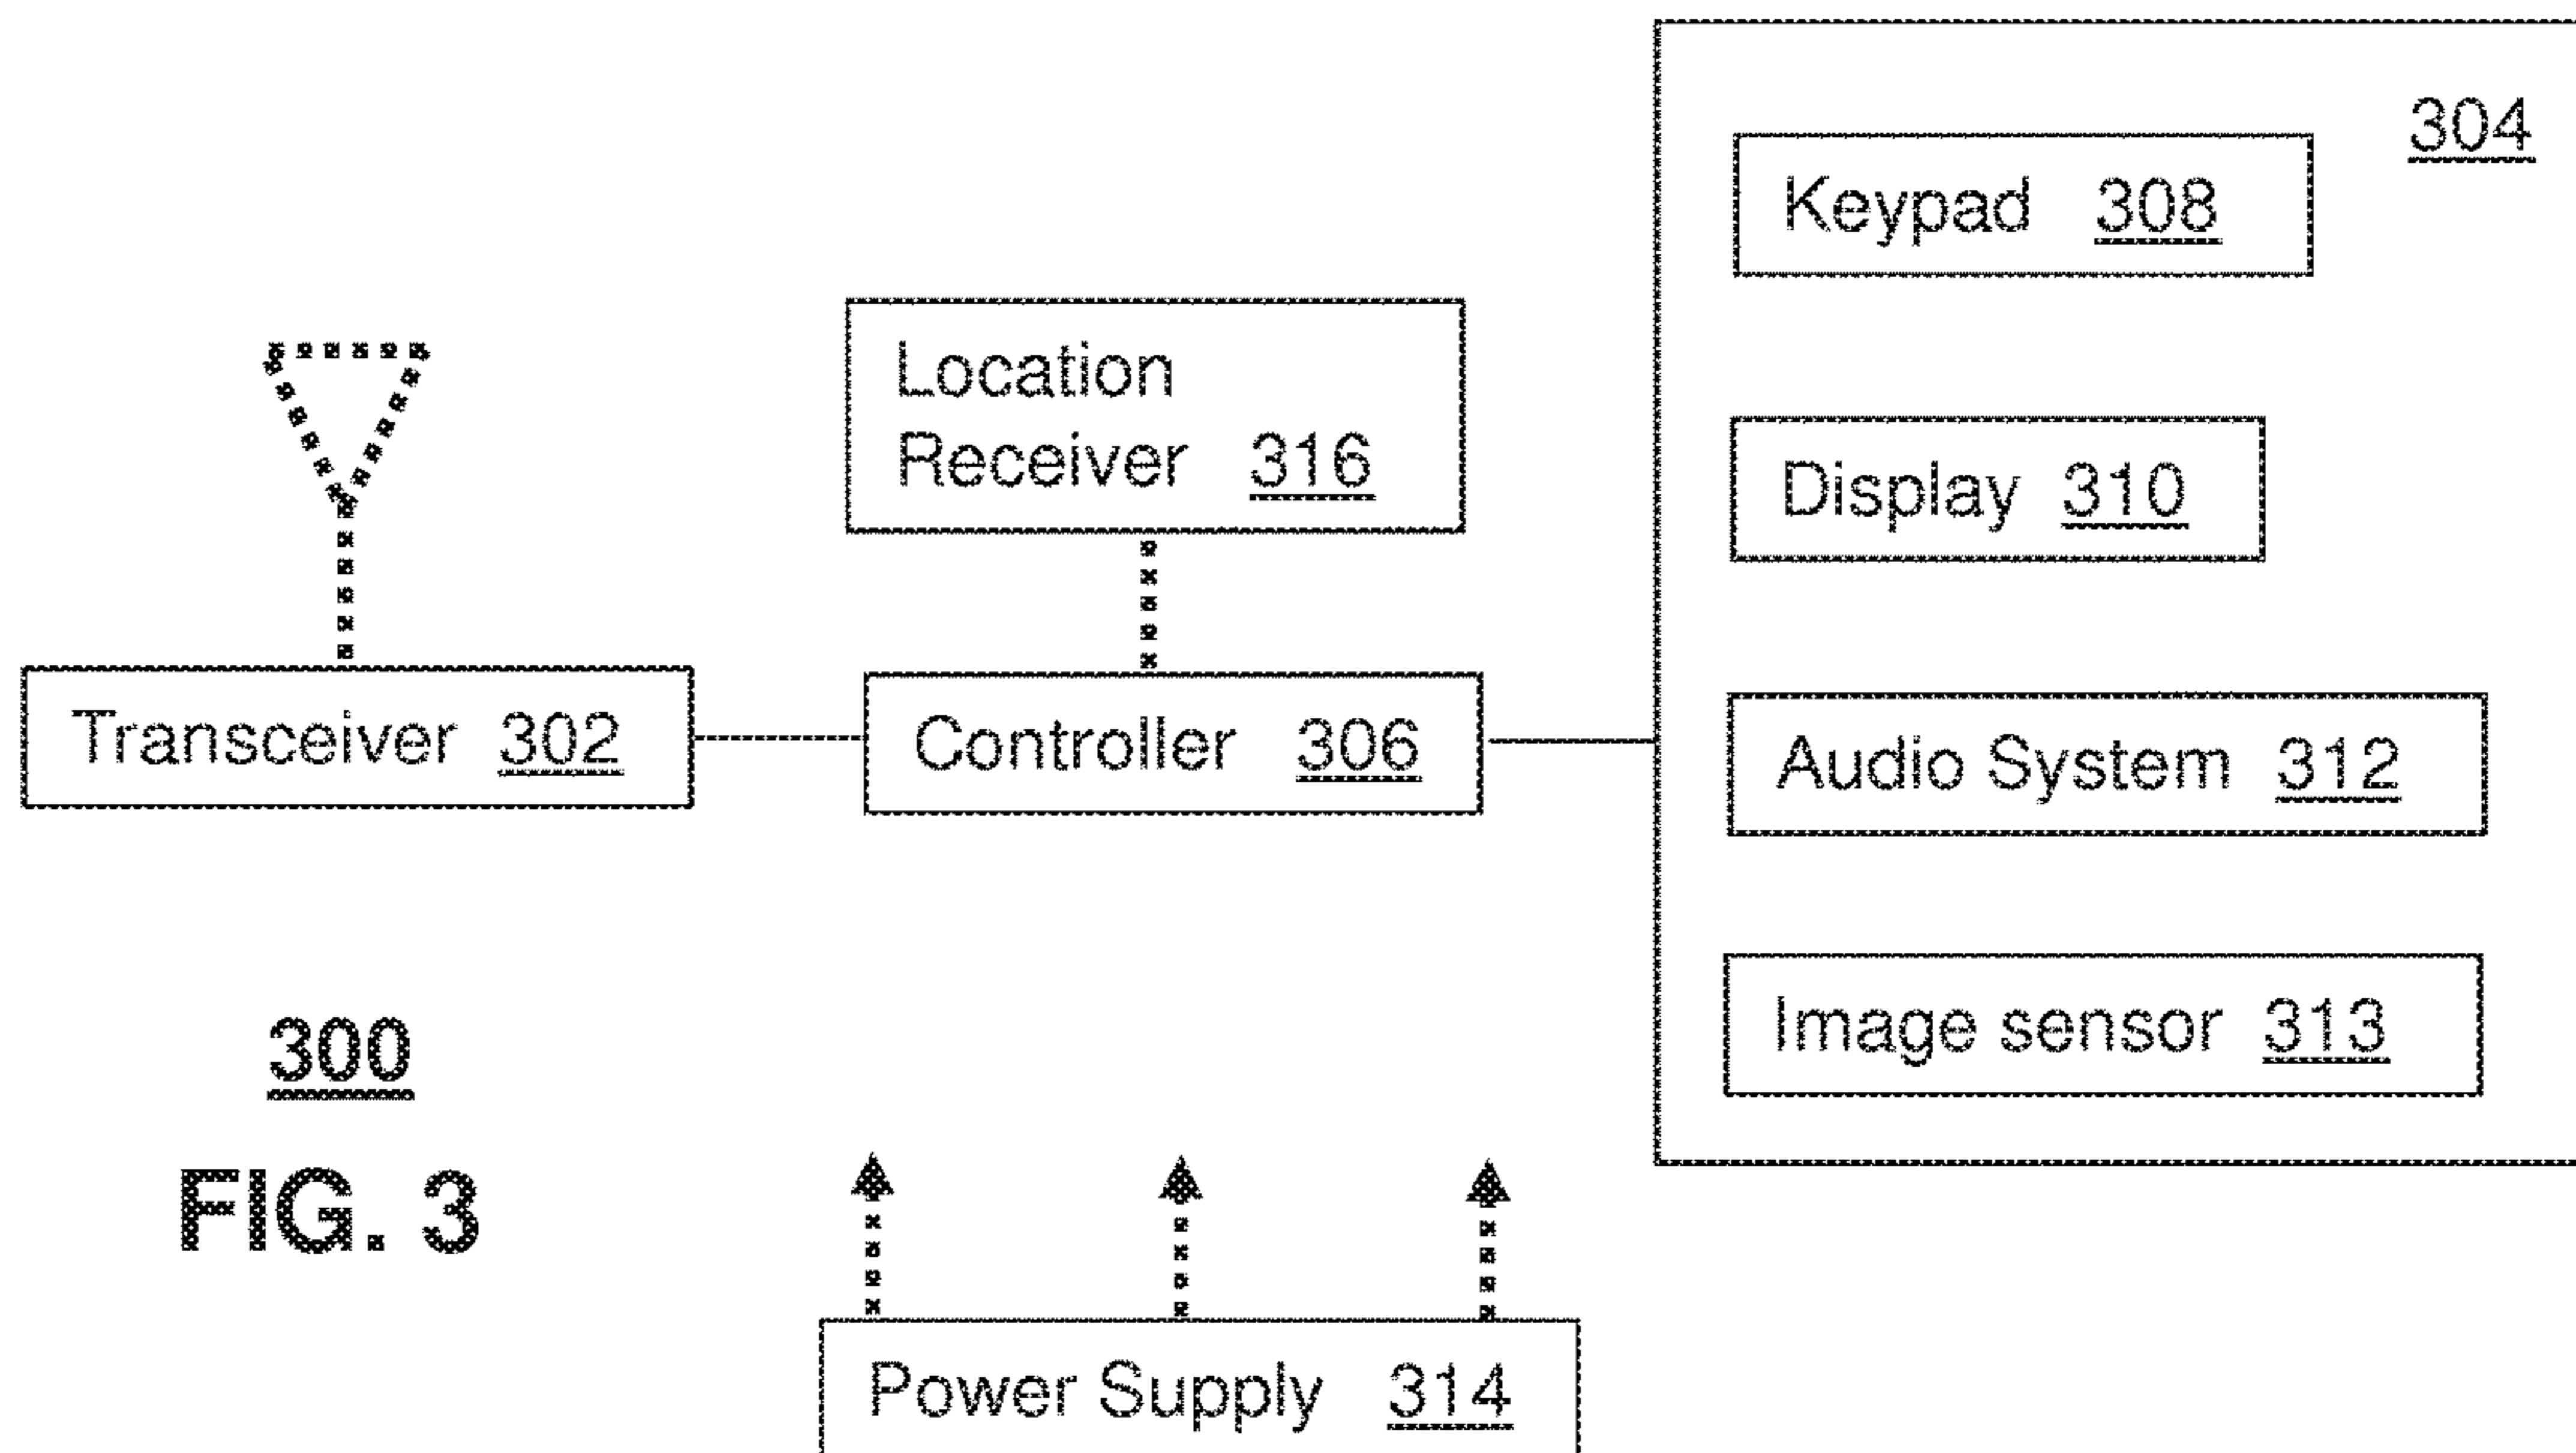 304
Keypad 308
Location
Receiver 316
Display 310
Transceiver 302
Controller 306
Audio System 312
Image sensor 313
300
FIG. 3
Power Supply 314